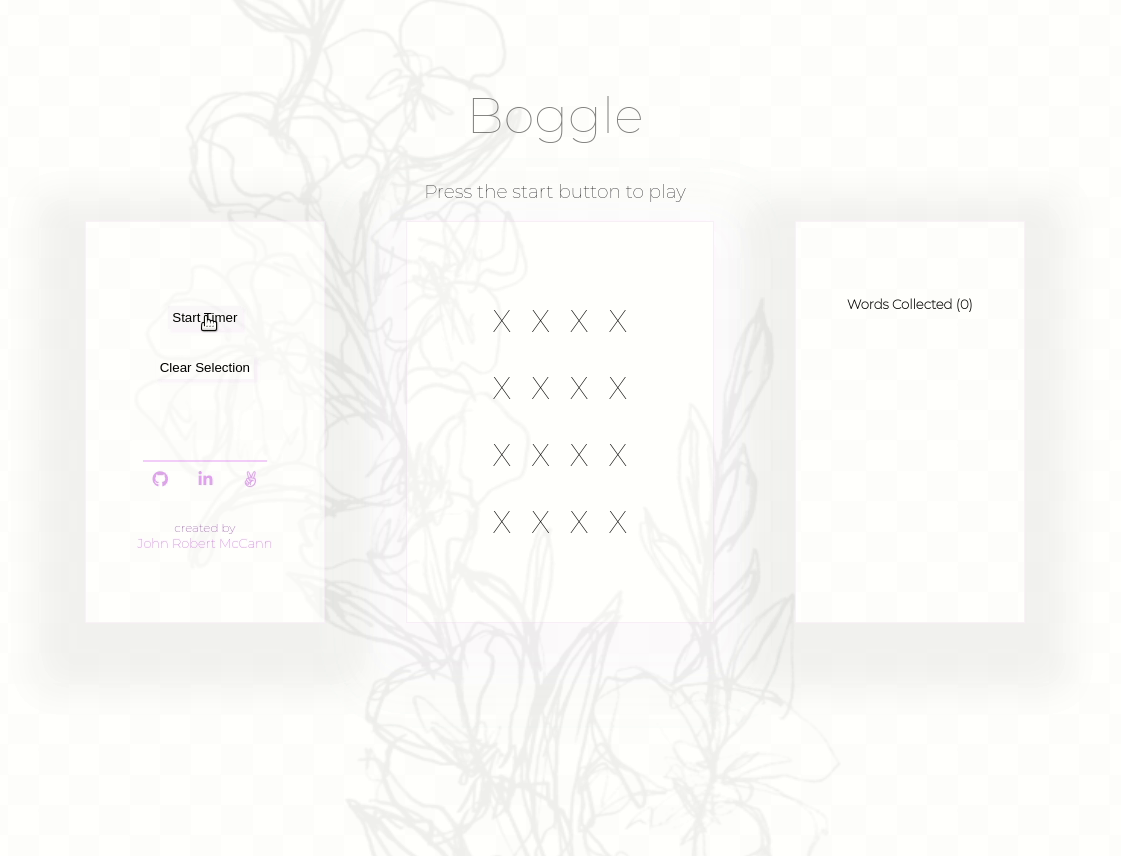 Boggle
Press the start button to play
Start Timer
Clear Selection
created by
John Robert McCann
X X X X
X X X X
X X X X
X X X X
Words Collected (0)